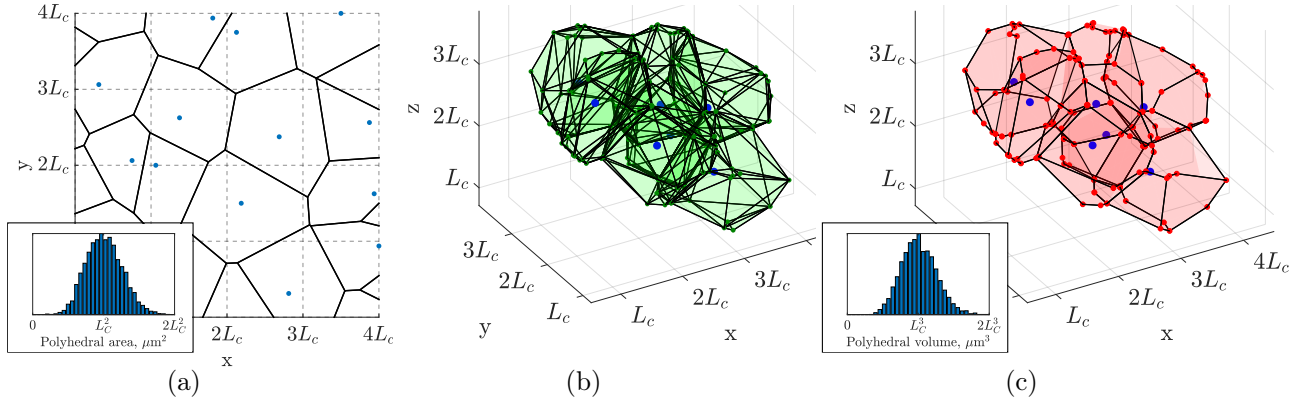 4L_c
3L_c
y 2L_c
2L_c 3L_c 4L_c
x
0 L_C^2 2L_C^2
Polyhedral area, μm^2
(a)
z
3L_c
2L_c
L_c
3L_c
2L_c
L_c
y
L_c
2L_c
3L_c
x
(b)
z
3L_c
2L_c
L_c
L_c
2L_c
3L_c
4L_c
x
0 L_C^3 2L_C^3
Polyhedral volume, μm^3
(c)